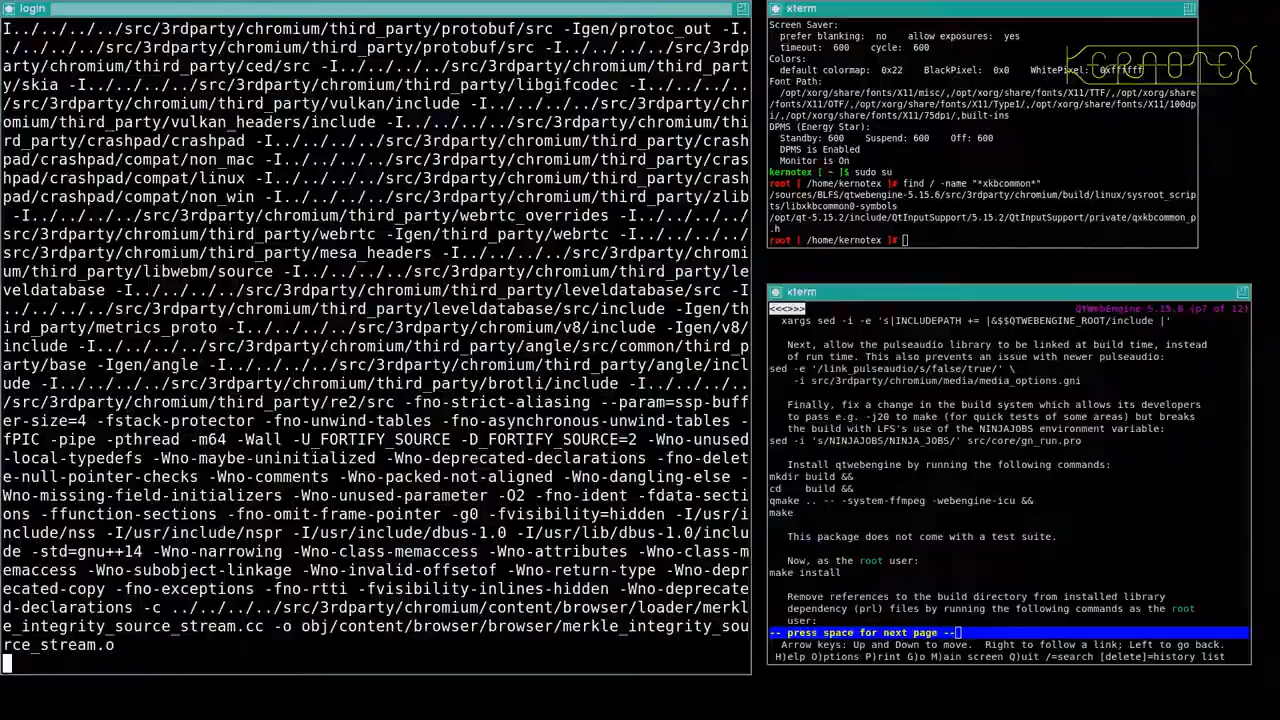 login
I../../../../src/3rdparty/chromium/third_party/protobuf/src -Igen/protoc_out -I.
./../../../src/3rdparty/chromium/third_party/protobuf/src -I../../../../src/3rdp
arty/chromium/third_party/ced/src -I../../../../src/3rdparty/chromium/third_part
y/skia -I../../../../src/3rdparty/chromium/third_party/libgifcodec -I../../../..
/src/3rdparty/chromium/third_party/vulkan/include -I../../../../src/3rdparty/chr
omium/third_party/vulkan_headers/include -I../../../../src/3rdparty/chromium/thi
rd_party/crashpad/crashpad -I../../../../src/3rdparty/chromium/third_party/crash
pad/crashpad/compat/non_mac -I../../../../src/3rdparty/chromium/third_party/cras
hpad/crashpad/compat/linux -I../../../../src/3rdparty/chromium/third_party/crash
pad/crashpad/compat/non_win -I../../../../src/3rdparty/chromium/third_party/zlib
 -I../../../../src/3rdparty/chromium/third_party/webrtc_overrides -I../../../../
src/3rdparty/chromium/third_party/webrtc -Igen/third_party/webrtc -I../../../../
src/3rdparty/chromium/third_party/mesa_headers -I../../../../src/3rdparty/chromi
um/third_party/libwebm/source -I../../../../src/3rdparty/chromium/third_party/le
veldatabase -I../../../../src/3rdparty/chromium/third_party/leveldatabase/src -I
../../../../src/3rdparty/chromium/third_party/leveldatabase/src/include -Igen/th
ird_party/metrics_proto -I../../../../src/3rdparty/chromium/v8/include -Igen/v8/
include -I../../../../src/3rdparty/chromium/third_party/angle/src/common/third_p
arty/base -Igen/angle -I../../../../src/3rdparty/chromium/third_party/angle/incl
ude -I../../../../src/3rdparty/chromium/third_party/brotli/include -I../../../..
/src/3rdparty/chromium/third_party/re2/src -fno-strict-aliasing --param=ssp-buff
er-size=4 -fstack-protector -fno-unwind-tables -fno-asynchronous-unwind-tables -
fPIC -pipe -pthread -m64 -Wall -U_FORTIFY_SOURCE -D_FORTIFY_SOURCE=2 -Wno-unused
-local-typedefs -Wno-maybe-uninitialized -Wno-deprecated-declarations -fno-delet
e-null-pointer-checks -Wno-comments -Wno-packed-not-aligned -Wno-dangling-else -
Wno-missing-field-initializers -Wno-unused-parameter -O2 -fno-ident -fdata-secti
ons -ffunction-sections -fno-omit-frame-pointer -g0 -fvisibility=hidden -I/usr/i
nclude/nss -I/usr/include/nspr -I/usr/include/dbus-1.0 -I/usr/lib/dbus-1.0/inclu
de -std=gnu++14 -Wno-narrowing -Wno-class-memaccess -Wno-attributes -Wno-class-m
emaccess -Wno-subobject-linkage -Wno-invalid-offsetof -Wno-return-type -Wno-depr
ecated-copy -fno-exceptions -fno-rtti -fvisibility-inlines-hidden -Wno-deprecate
d-declarations -c ../../../../src/3rdparty/chromium/content/browser/loader/merkl
e_integrity_source_stream.cc -o obj/content/browser/browser/merkle_integrity_sou
rce_stream.o
xterm
Screen Saver:
prefer blanking:  no    allow exposures:  yes
timeout:  600    cycle:  600
Colors:
default colormap:  0x22    BlackPixel:  0x0    WhitePixel:  0xffffff
KERNOTEX
Font Path:
/opt/xorg/share/fonts/X11/misc/,/opt/xorg/share/fonts/X11/TTF/,/opt/xorg/share
/fonts/X11/OTF/,/opt/xorg/share/fonts/X11/Type1/,/opt/xorg/share/fonts/X11/100dp
i/,/opt/xorg/share/fonts/X11/75dpi/,built-ins
DPMS (Energy Star):
Standby: 600    Suspend: 600    Off: 600
DPMS is Enabled
Monitor is On
kernotex [ ~ ]$ sudo su
root [ /home/kernotex ]# find / -name "*xkbcommon*"
/sources/BLFS/qtwebengine-5.15.6/src/3rdparty/chromium/build/linux/sysroot_scrip
ts/libxkbcommon0-symbols
/opt/qt-5.15.2/include/QtInputSupport/5.15.2/QtInputSupport/private/qxkbcommon_p
.h
root [ /home/kernotex ]#
xterm
<<<>>> QtWebEngine 5.15.6 (p7 of 12)
xargs sed -i -e 's|INCLUDEPATH += |&$$QTWEBENGINE_ROOT/include |'
Next, allow the pulseaudio library to be linked at build time, instead
of run time. This also prevents an issue with newer pulseaudio:
sed -e '/link_pulseaudio/s/false/true/' \
-i src/3rdparty/chromium/media/media_options.gni
Finally, fix a change in the build system which allows its developers
to pass e.g. -j20 to make (for quick tests of some areas) but breaks
the build with LFS's use of the NINJAJOBS environment variable:
sed -i 's/NINJAJOBS/NINJA_JOBS/' src/core/gn_run.pro
Install qtwebengine by running the following commands:
mkdir build &&
cd    build &&
qmake .. -- -system-ffmpeg -webengine-icu &&
make
This package does not come with a test suite.
Now, as the root user:
make install
Remove references to the build directory from installed library
dependency (prl) files by running the following commands as the root
user:
-- press space for next page --
Arrow keys: Up and Down to move.  Right to follow a link; Left to go back.
H)elp O)ptions P)rint G)o M)ain screen Q)uit /=search [delete]=history list